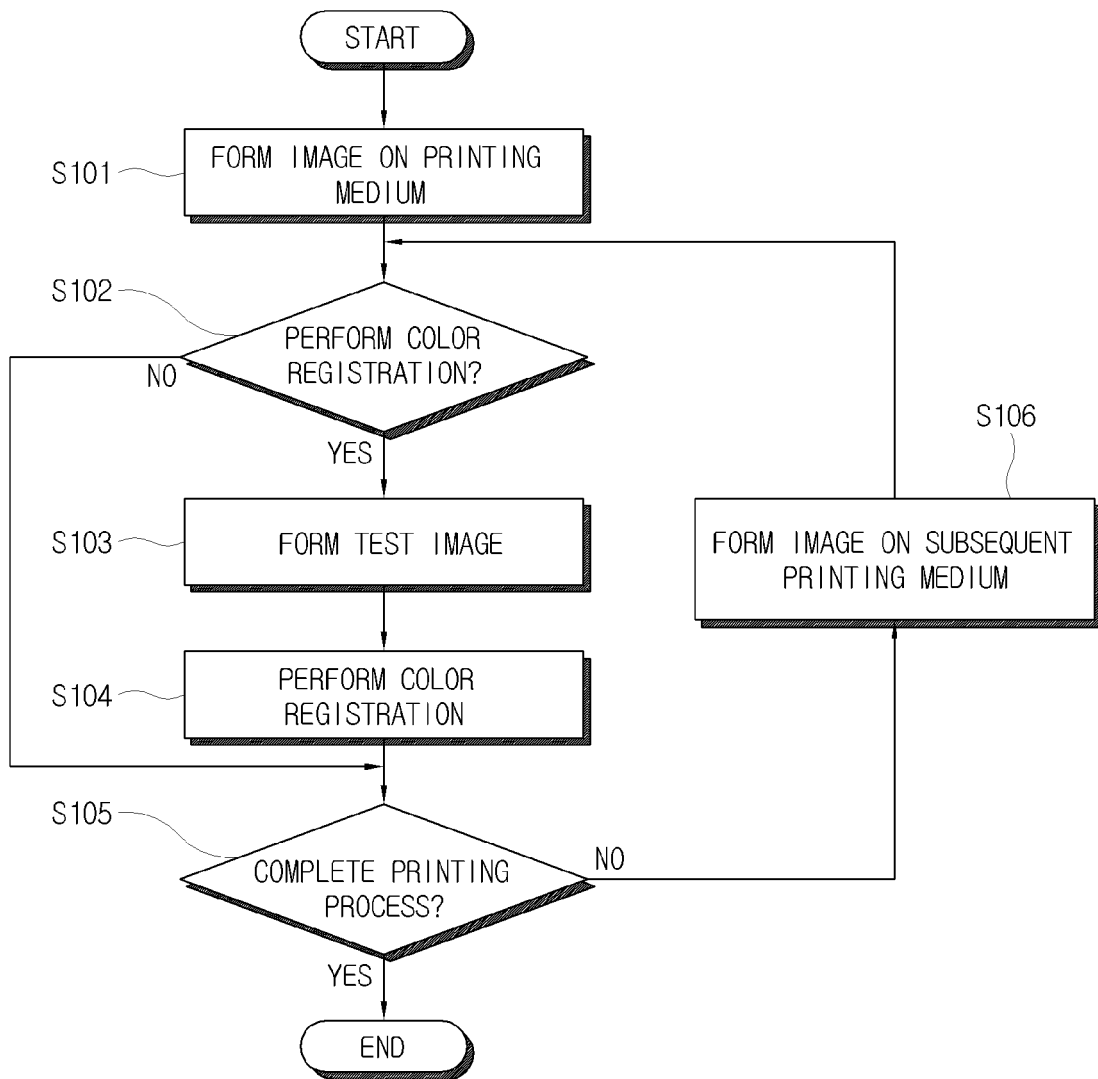 START
S101
FORM IMAGE ON PRINTING
MEDIUM
S102
PERFORM COLOR
REGISTRATION?
NO
YES
S106
S103
FORM TEST IMAGE
FORM IMAGE ON SUBSEQUENT
PRINTING MEDIUM
S104
PERFORM COLOR
REGISTRATION
S105
COMPLETE PRINTING
PROCESS?
NO
YES
END